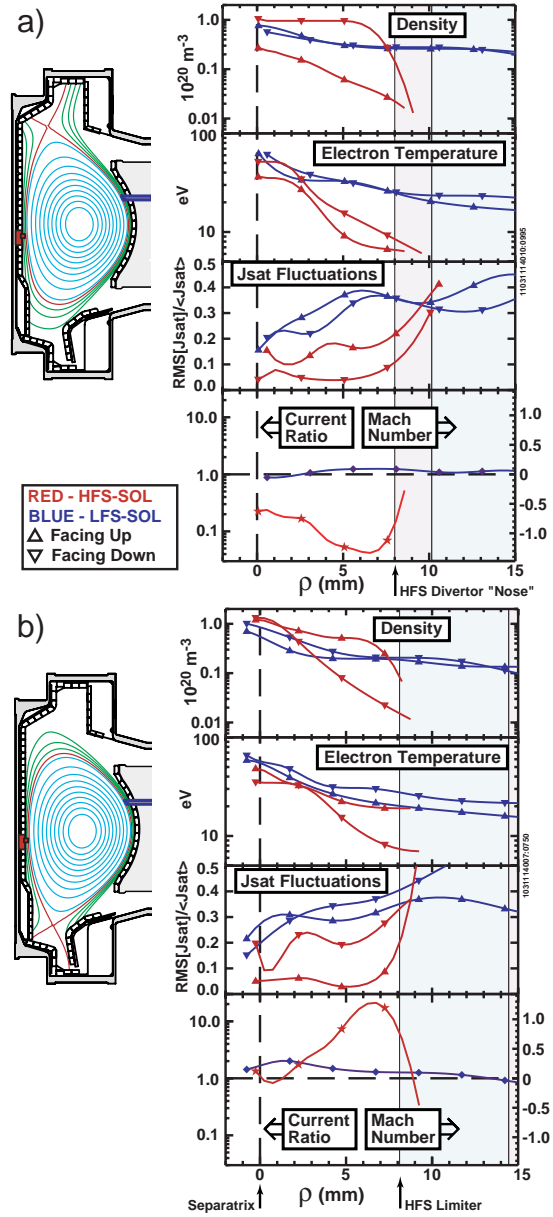 a)
Density
10²⁰ m⁻³
1.0
0.1
0.01
Electron Temperature
eV
100
10
Jsat Fluctuations
RMS[Jsat]/<Jsat>
0.5
0.4
0.3
0.2
0.1
0.0
11031114010:0995
Current Ratio
Mach Number
10.0
1.0
0.1
1.0
0.5
0
-0.5
-1.0
0
5
10
15
ρ (mm)
HFS Divertor "Nose"
RED - HFS-SOL
BLUE - LFS-SOL
△ Facing Up
▽ Facing Down
b)
Density
10²⁰ m⁻³
1.0
0.1
0.01
Electron Temperature
eV
100
10
Jsat Fluctuations
RMS[Jsat]/<Jsat>
0.5
0.4
0.3
0.2
0.1
0.0
1031114007:0750
Current Ratio
Mach Number
10.0
1.0
0.1
1.0
0.5
0
-0.5
-1.0
0
5
10
15
ρ (mm)
Separatrix
HFS Limiter